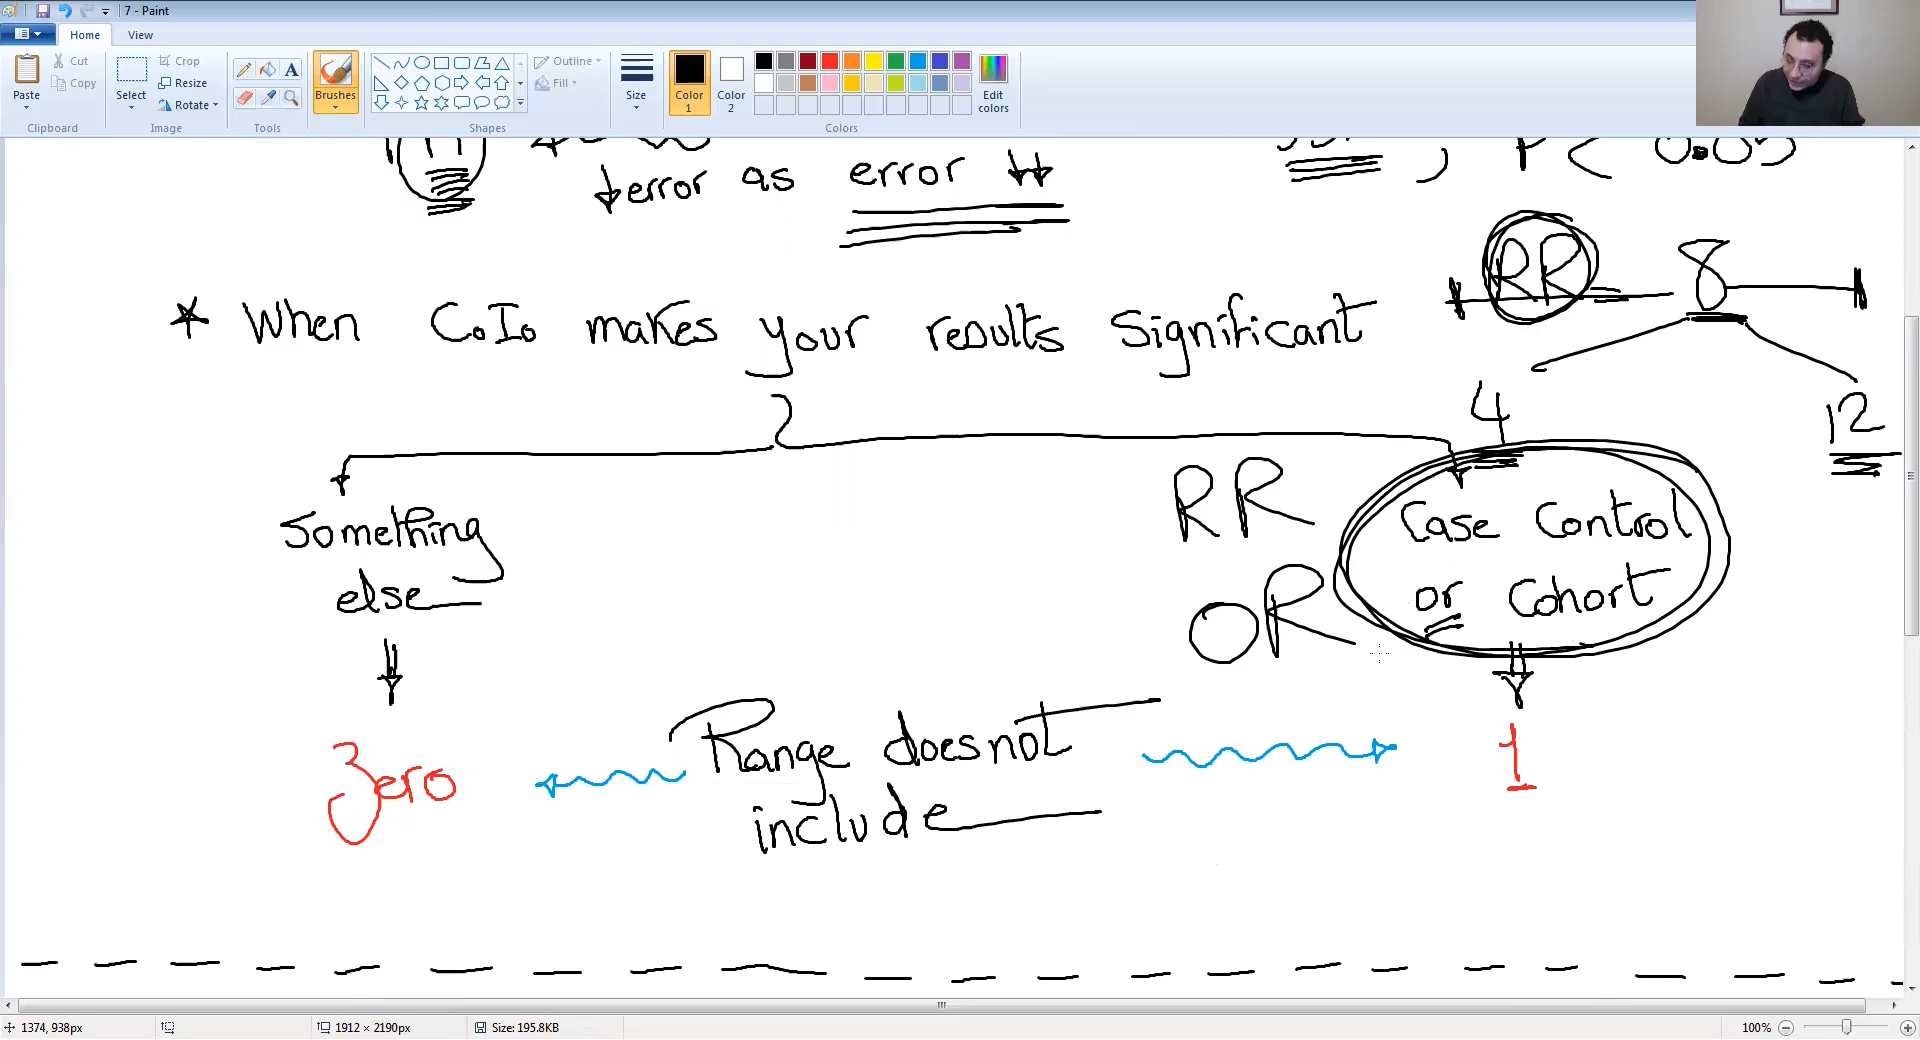 7 - Paint
Home
View
Paste
Cut
Copy
Clipboard
Select
Crop
Resize
Rotate
Image
Tools
Brushes
Shapes
Outline
Fill
Size
Color 1
Color 2
Colors
Edit colors
, P < 0.05
↓error as error ↓↓
RR 8
* When C.I. makes your results significant
4 12
Something
else
RR
OR
Case Control
or Cohort
Zero
Range does not
include
1
1374, 938px
1912 × 2190px
Size: 195.8KB
100%